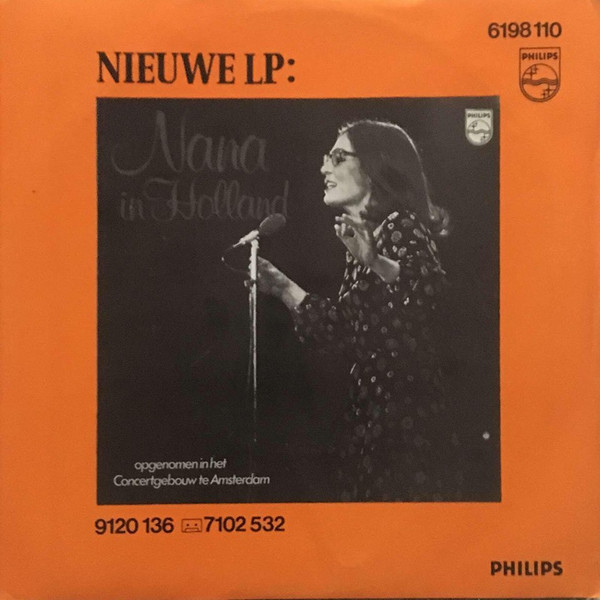 6198 110
PHILIPS
NIEUWE LP:
PHILIPS
Nana
in Holland
opgenomen in het
Concertgebouw te Amsterdam
9120 136 7102 532
PHILIPS